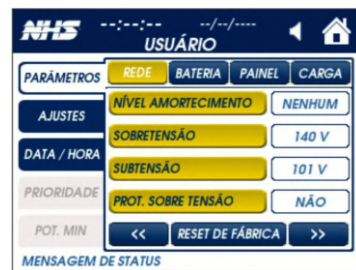 NHS --:--:-- --/--/----
USUÁRIO
PARÂMETROS REDE BATERIA PAINEL CARGA
NÍVEL AMORTECIMENTO NENHUM
AJUSTES
SOBRETENSÃO 140 V
DATA / HORA
SUBTENSÃO 101 V
PRIORIDADE
PROT. SOBRE TENSÃO NÃO
POT. MIN << RESET DE FÁBRICA >>
MENSAGEM DE STATUS